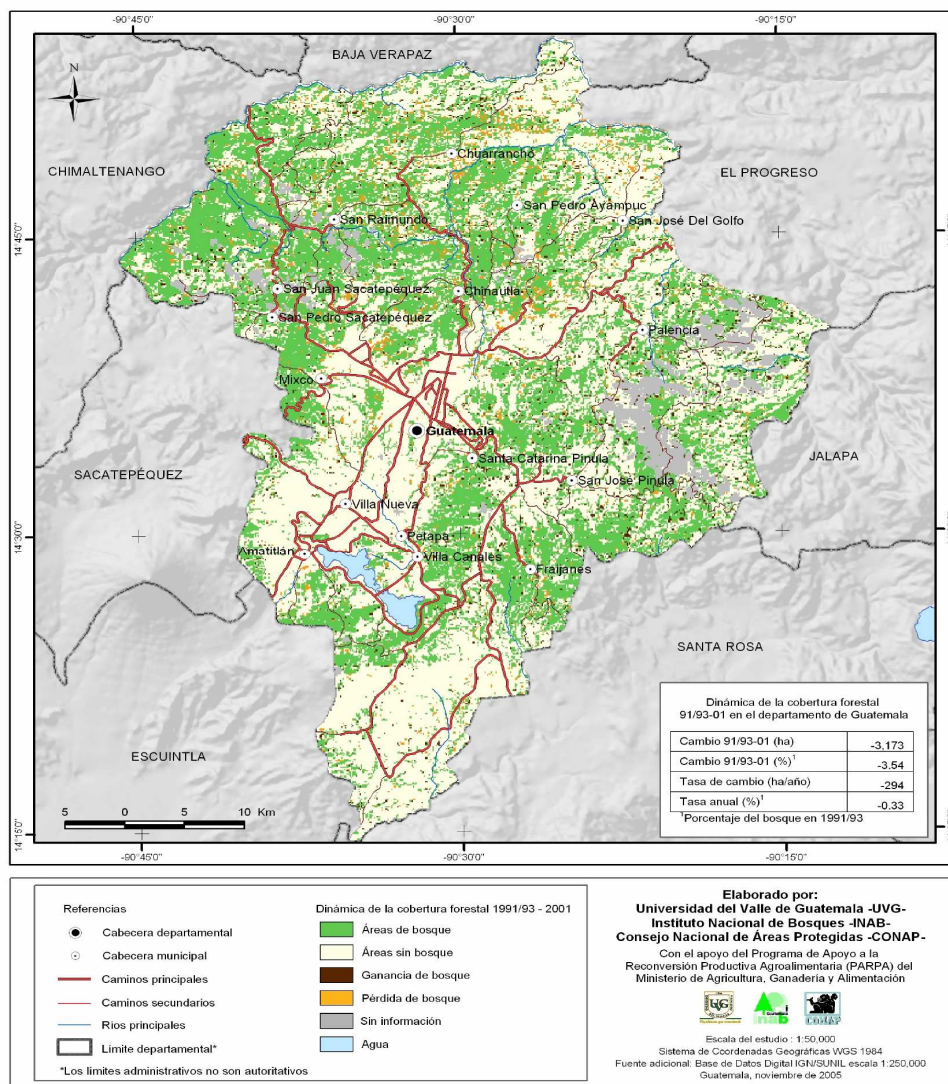 -90°45'0"
-90°30'0"
-90°15'0"
BAJA VERAPAZ
N
CHIMALTENANGO
EL PROGRESO
Chuarrancho
San Pedro Ayampuc
San José Del Golfo
San Raimundo
14°45'0"
San Juan Sacatepéquez
Chinautla
San Pedro Sacatepéquez
Palencia
Mixco
Guatemala
Santa Catarina Pinula
SACATEPÉQUEZ
JALAPA
San José Pinula
Villa Nueva
14°30'0"
Petapa
Amatitlán
Villa Canales
Fraijanes
SANTA ROSA
ESCUINTLA
Dinámica de la cobertura forestal
91/93-01 en el departamento de Guatemala
Cambio 91/93-01 (ha) -3,173
Cambio 91/93-01 (%)1 -3.54
Tasa de cambio (ha/año) -294
Tasa anual (%)1 -0.33
1Porcentaje del bosque en 1991/93
5 0 5 10 Km
14°15'0"
-90°45'0"
-90°30'0"
-90°15'0"
Referencias
Cabecera departamental
Cabecera municipal
Caminos principales
Caminos secundarios
Ríos principales
Límite departamental*
*Los límites administrativos no son autoritativos
Dinámica de la cobertura forestal 1991/93 - 2001
Áreas de bosque
Áreas sin bosque
Ganancia de bosque
Pérdida de bosque
Sin información
Agua
Elaborado por:
Universidad del Valle de Guatemala -UVG-
Instituto Nacional de Bosques -INAB-
Consejo Nacional de Áreas Protegidas -CONAP-
Con el apoyo del Programa de Apoyo a la
Reconversión Productiva Agroalimentaria (PARPA) del
Ministerio de Agricultura, Ganadería y Alimentación
UVG
inab
CONAP
Escala del estudio : 1:50,000
Sistema de Coordenadas Geográficas WGS 1984
Fuente adicional: Base de Datos Digital IGN/SUNIL escala 1:250,000
Guatemala, noviembre de 2005